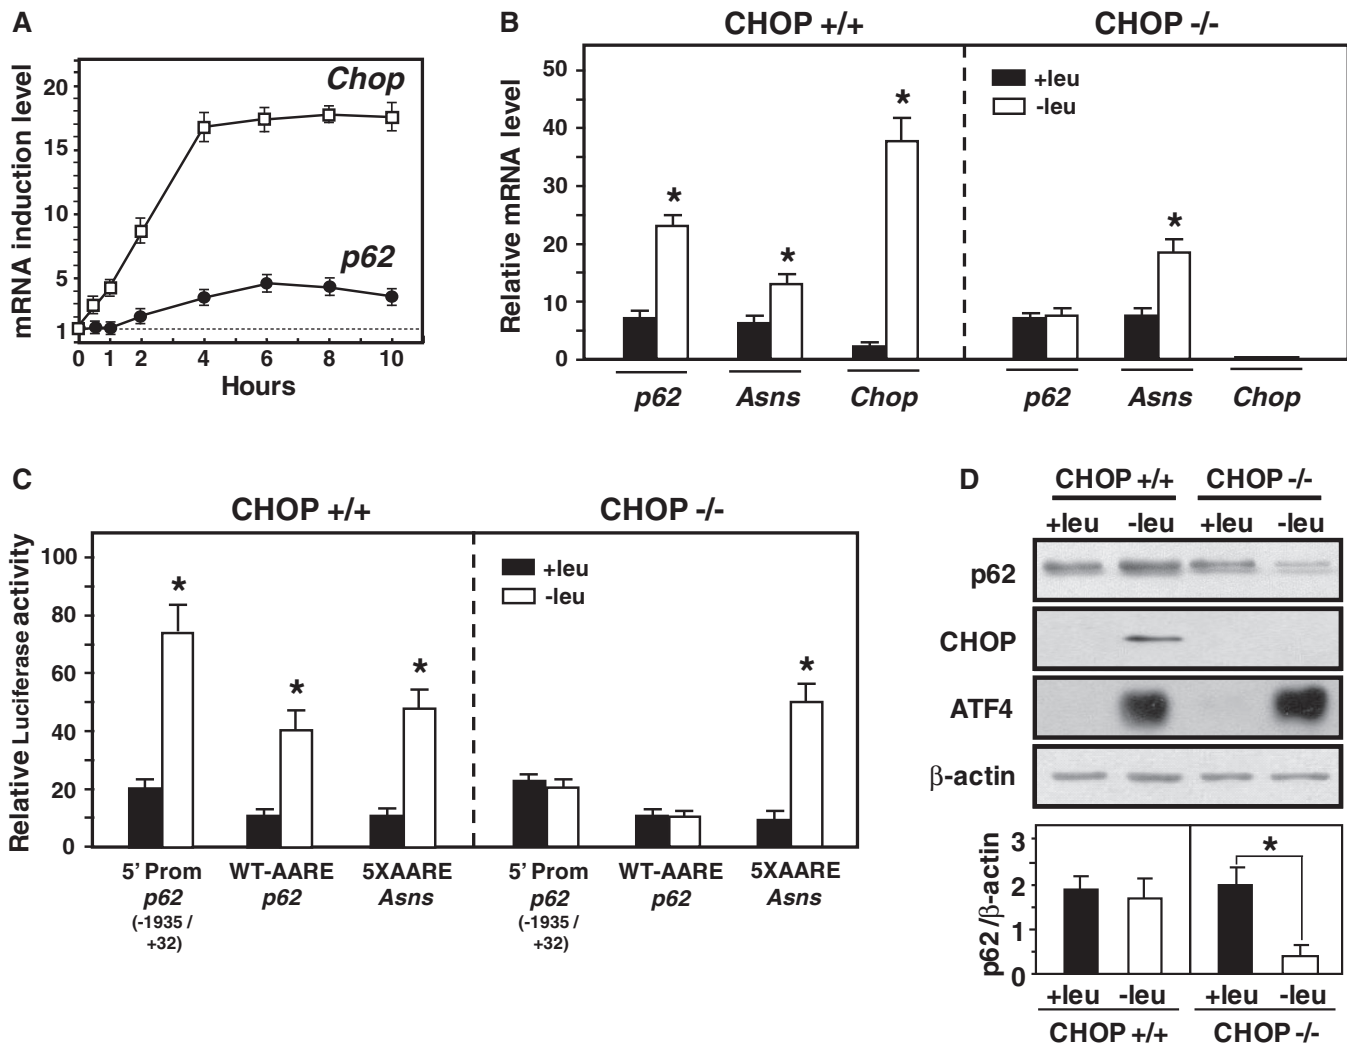 A
mRNA induction level
20
15
10
5
1
Chop
p62
0 1 2 4 6 8 10
Hours
B
CHOP +/+
CHOP -/-
Relative mRNA level
50
40
30
20
10
0
+leu
-leu
*
*
*
*
p62 Asns Chop
p62 Asns Chop
C
CHOP +/+
CHOP -/-
Relative Luciferase activity
100
80
60
40
20
0
+leu
-leu
*
*
*
*
5' Prom WT-AARE 5XAARE
p62 p62 Asns
(-1935 /
+32)
5' Prom WT-AARE 5XAARE
p62 p62 Asns
(-1935 /
+32)
D
CHOP +/+ CHOP -/-
+leu -leu +leu -leu
p62
CHOP
ATF4
β-actin
p62/β-actin
3
2
1
0
*
+leu -leu +leu -leu
CHOP +/+ CHOP -/-